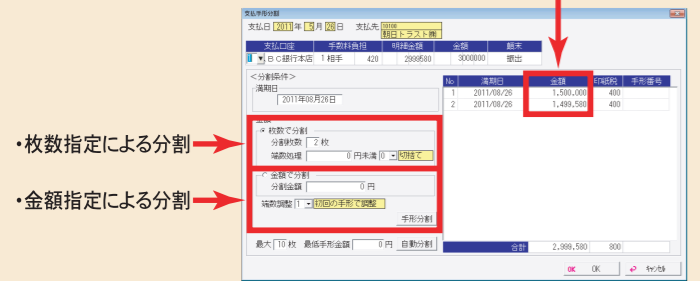 支払手形分割
支払日 2011 年 5 月 26 日 支払先 10100
朝日トラスト㈱
支払口座 手数料負担 明細金額 金額 顛末
1 ABC銀行本店 1 相手 420 2999580 3000000 振出
<分割条件>
満期日
2011年08月26日
No 満期日 金額 印紙税 手形番号
1 2011/08/26 1,500,000 400
2 2011/08/26 1,499,580 400
金額
枚数で分割
分割枚数 2 枚
端数処理 0 円未満 0 切捨て
・枚数指定による分割
金額で分割
分割金額 0 円
・金額指定による分割
端数調整 1 初回の手形で調整
手形分割
最大 10 枚 最低手形金額 0 円 自動分割
合計 2,999,580 800
OK OK キャンセル